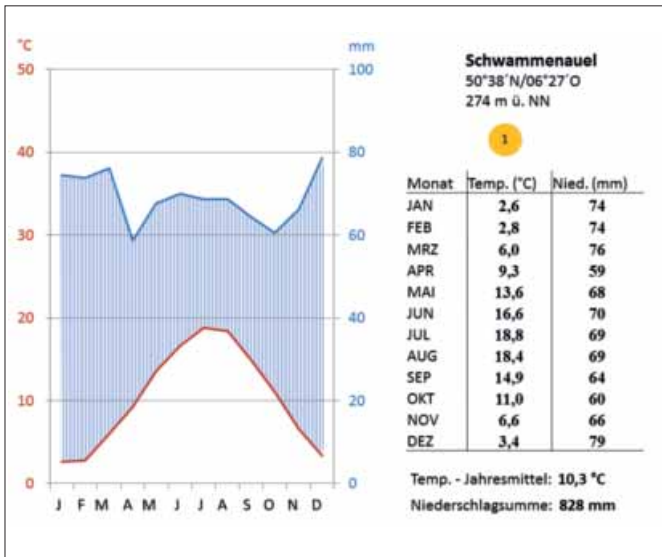 °C
mm
50
40
30
20
10
0
100
80
60
40
20
0
J F M A M J J A S O N D
Schwammenauel
50°38´N/06°27´O
274 m ü. NN
1
Monat Temp. (°C) Nied. (mm)
JAN 2,6 74
FEB 2,8 74
MRZ 6,0 76
APR 9,3 59
MAI 13,6 68
JUN 16,6 70
JUL 18,8 69
AUG 18,4 69
SEP 14,9 64
OKT 11,0 60
NOV 6,6 66
DEZ 3,4 79
Temp. - Jahresmittel: 10,3 °C
Niederschlagsumme: 828 mm